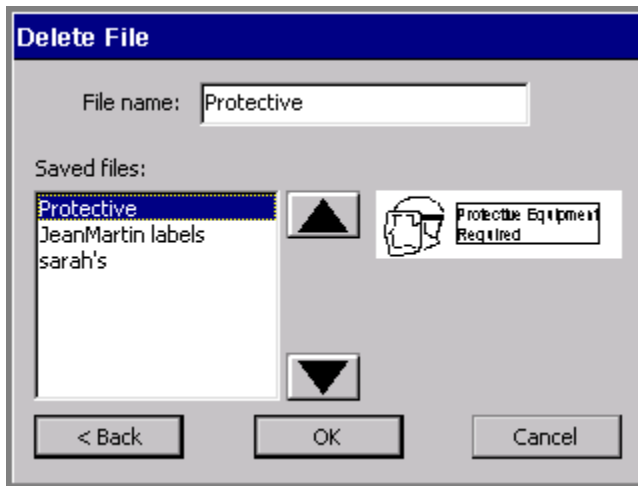 Delete File
File name: Protective
Saved files:
Protective
JeanMartin labels
sarah's
Protective Equipment
Required
< Back OK Cancel